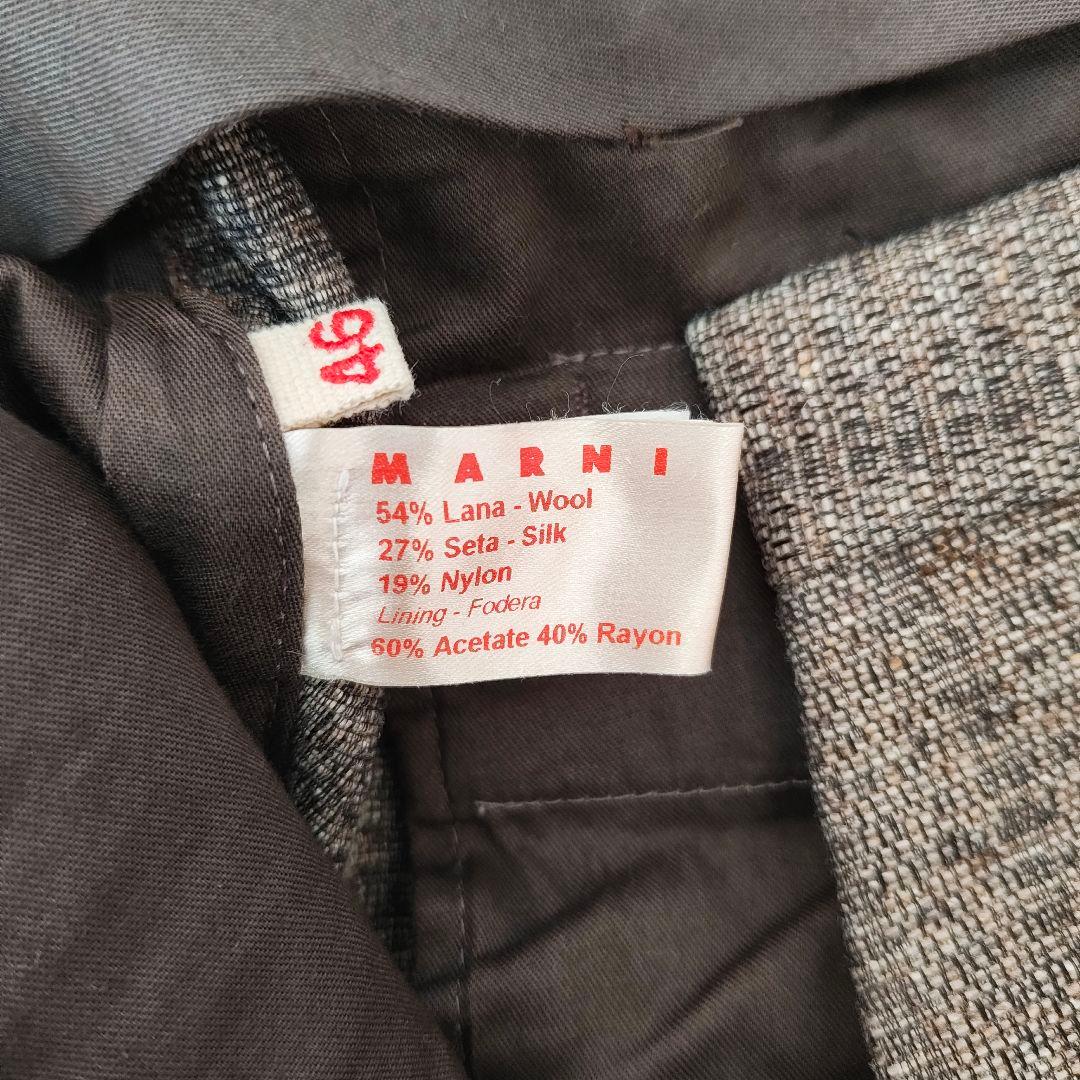 46
MARNI
54% Lana - Wool
27% Seta - Silk
19% Nylon
Lining - Fodera
60% Acetate 40% Rayon